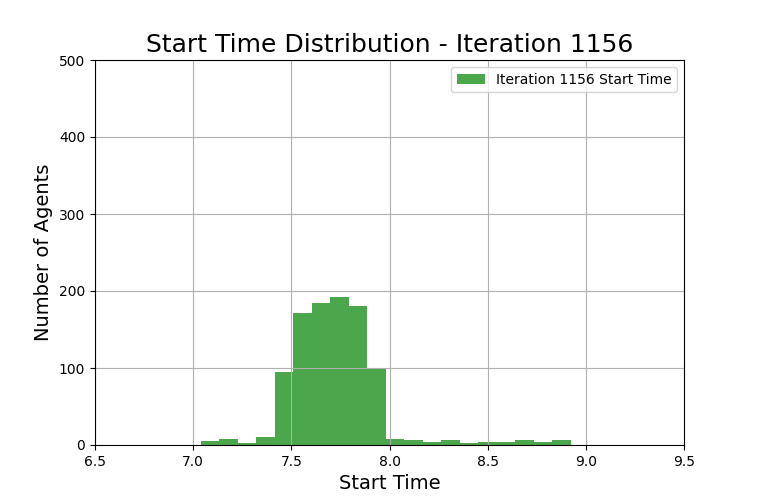 Start Time Distribution - Iteration 1156
Iteration 1156 Start Time
500
400
300
200
100
0
Number of Agents
6.5 7.0 7.5 8.0 8.5 9.0 9.5
Start Time